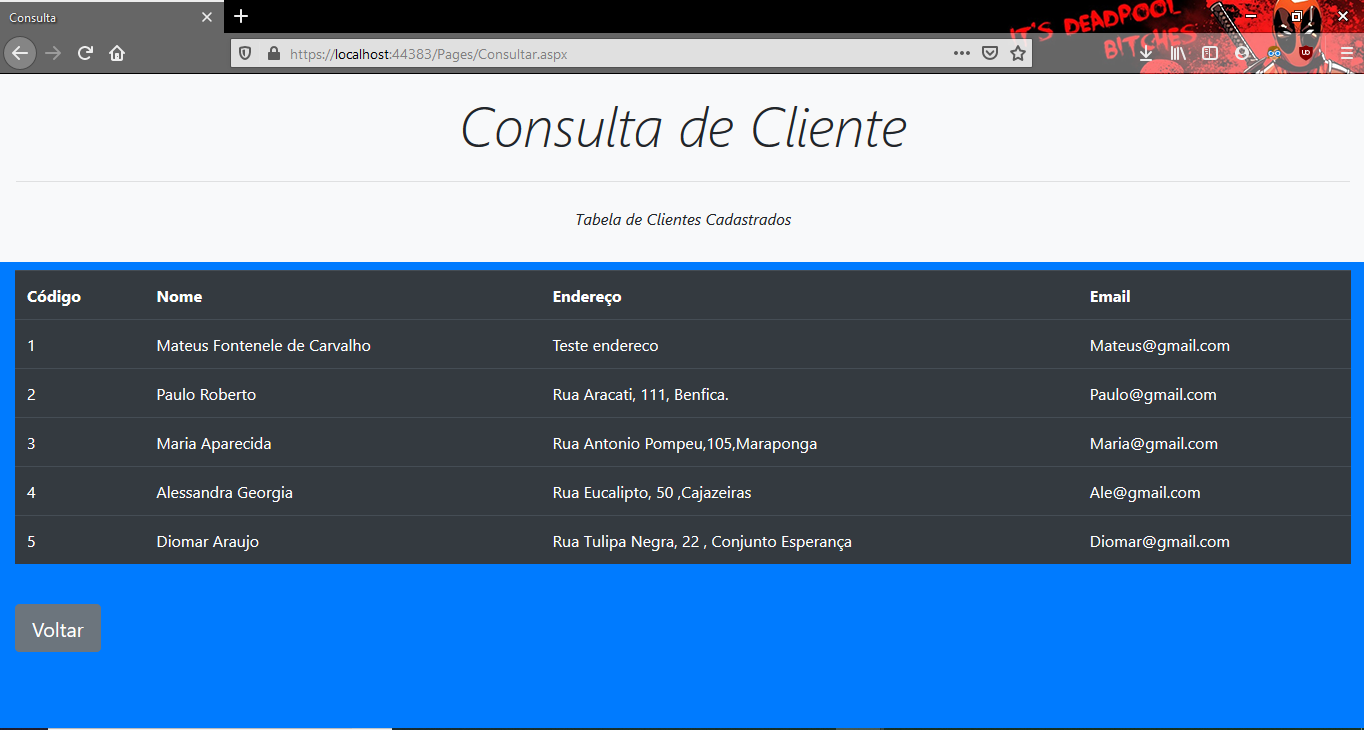 Consulta
IT'S DEADPOOL
BITCHES
https://localhost:44383/Pages/Consultar.aspx
Consulta de Cliente
Tabela de Clientes Cadastrados
Código Nome Endereço Email
1 Mateus Fontenele de Carvalho Teste endereco Mateus@gmail.com
2 Paulo Roberto Rua Aracati, 111, Benfica. Paulo@gmail.com
3 Maria Aparecida Rua Antonio Pompeu,105,Maraponga Maria@gmail.com
4 Alessandra Georgia Rua Eucalipto, 50 ,Cajazeiras Ale@gmail.com
5 Diomar Araujo Rua Tulipa Negra, 22 , Conjunto Esperança Diomar@gmail.com
Voltar